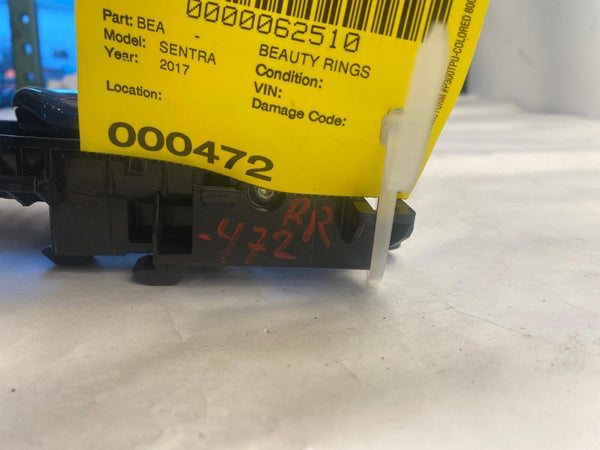 0000062510
Part: BEA - BEAUTY RINGS
Model: SENTRA
Year: 2017
Condition:
VIN:
Damage Code:
Location:
000472
-472 RR